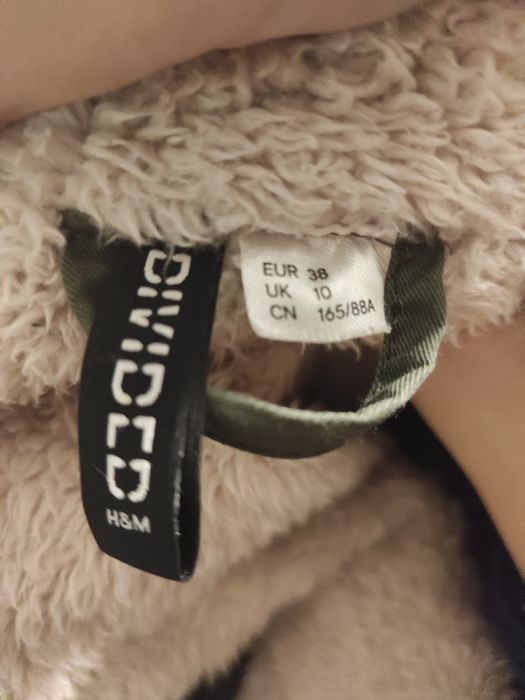 DIVIDED
H&M
EUR 38
UK 10
CN 165/88A